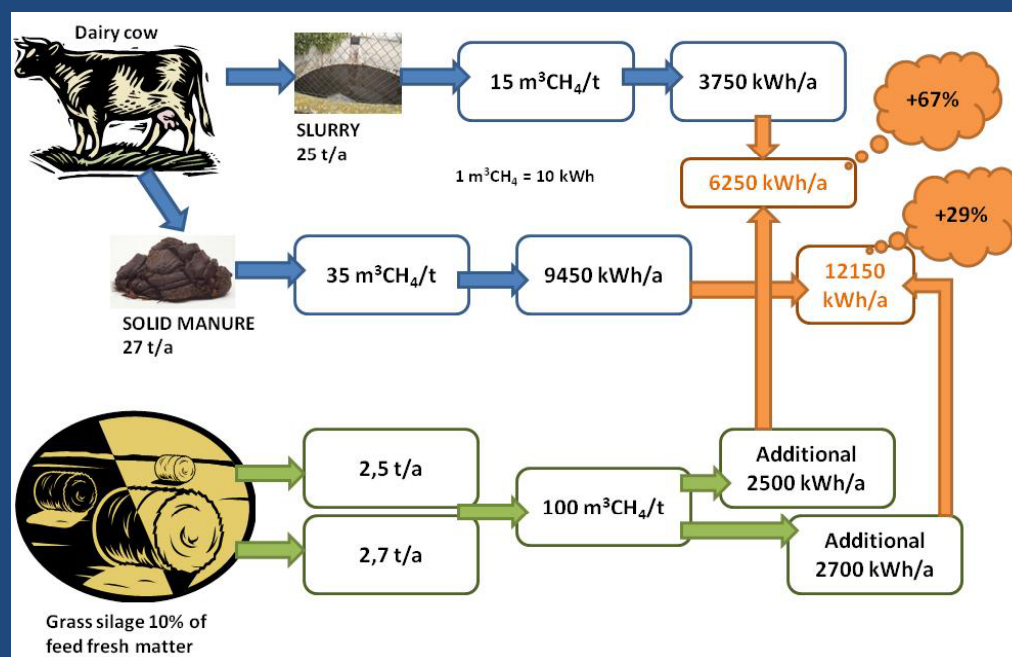 Dairy cow
SLURRY
25 t/a
15 m³CH₄/t
3750 kWh/a
+67%
1 m³CH₄ = 10 kWh
6250 kWh/a
+29%
SOLID MANURE
27 t/a
35 m³CH₄/t
9450 kWh/a
12150
kWh/a
2,5 t/a
2,7 t/a
100 m³CH₄/t
Additional
2500 kWh/a
Additional
2700 kWh/a
Grass silage 10% of
feed fresh matter